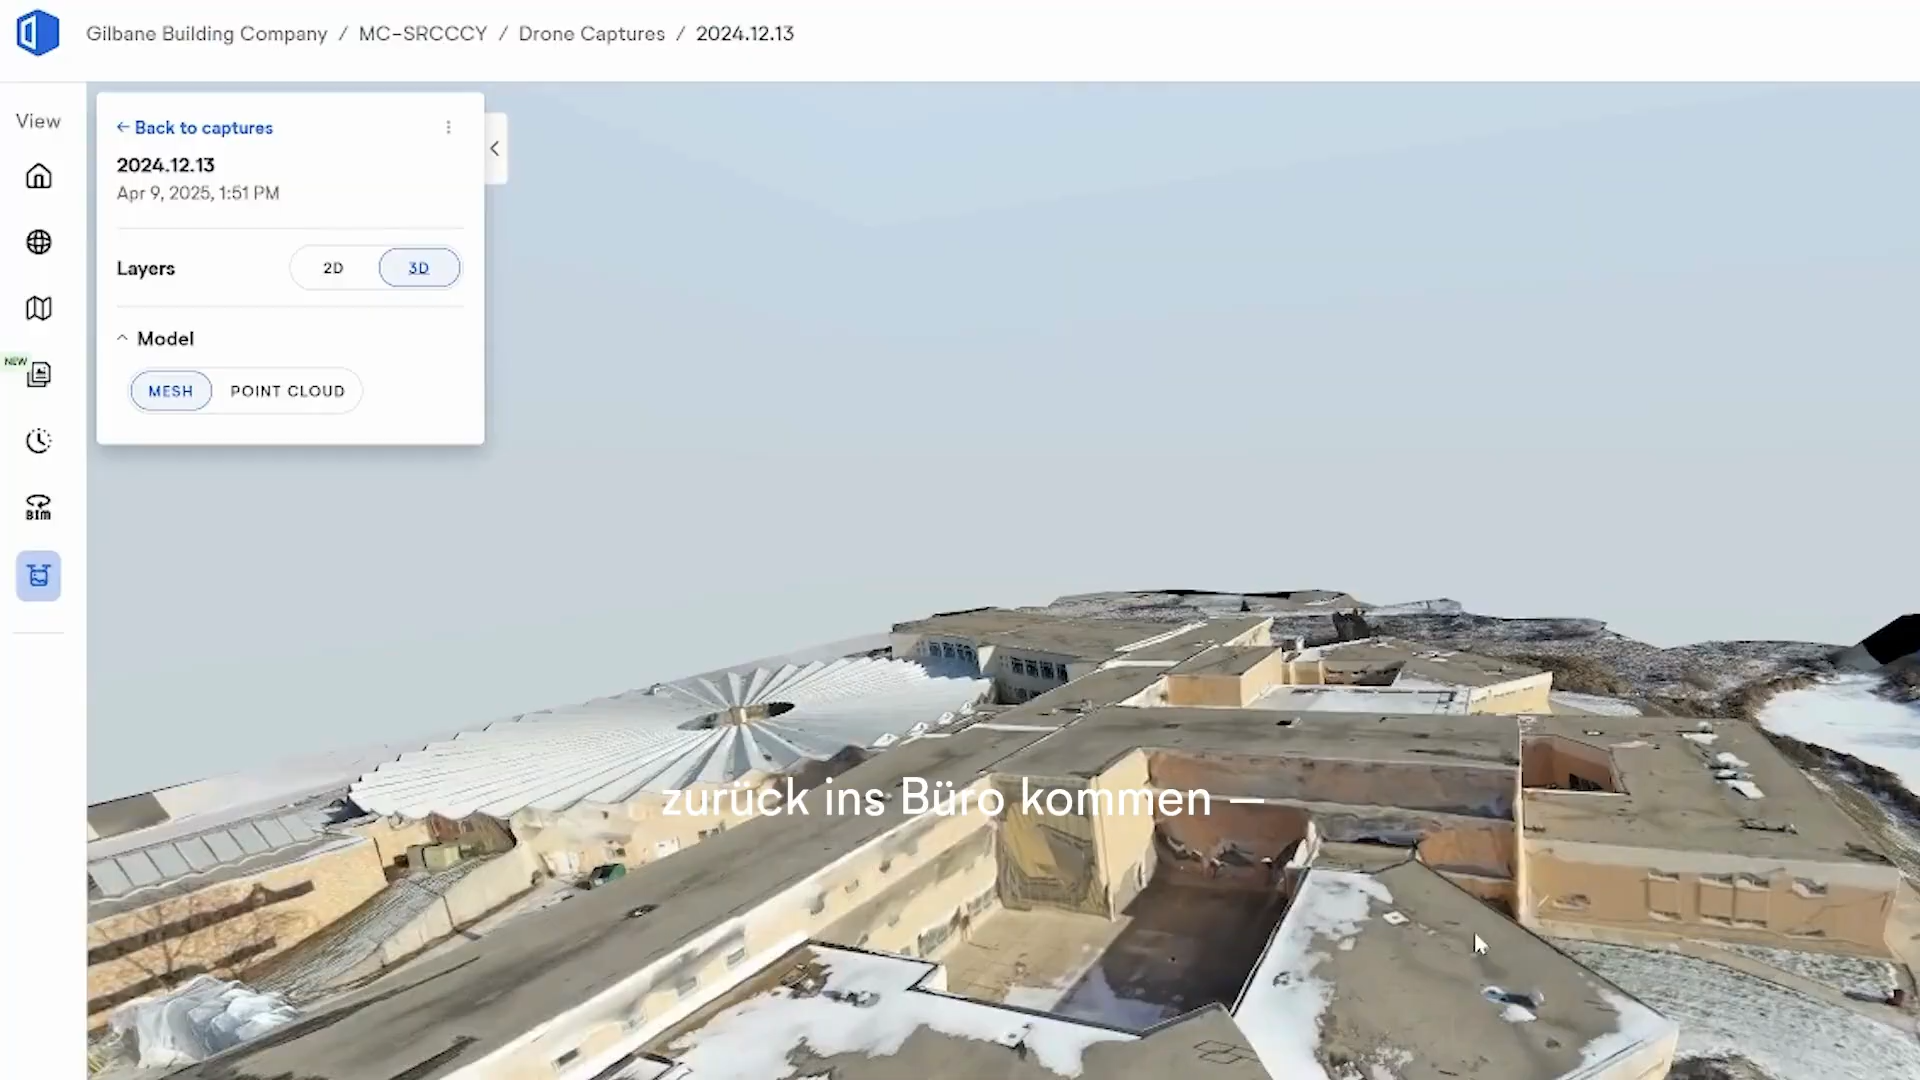 Gilbane Building Company / MC-SRCCCY / Drone Captures / 2024.12.13
View
← Back to captures
2024.12.13
Apr 9, 2025, 1:51 PM
Layers
2D
3D
Model
MESH
POINT CLOUD
NEW
BIM
zurück ins Büro kommen —